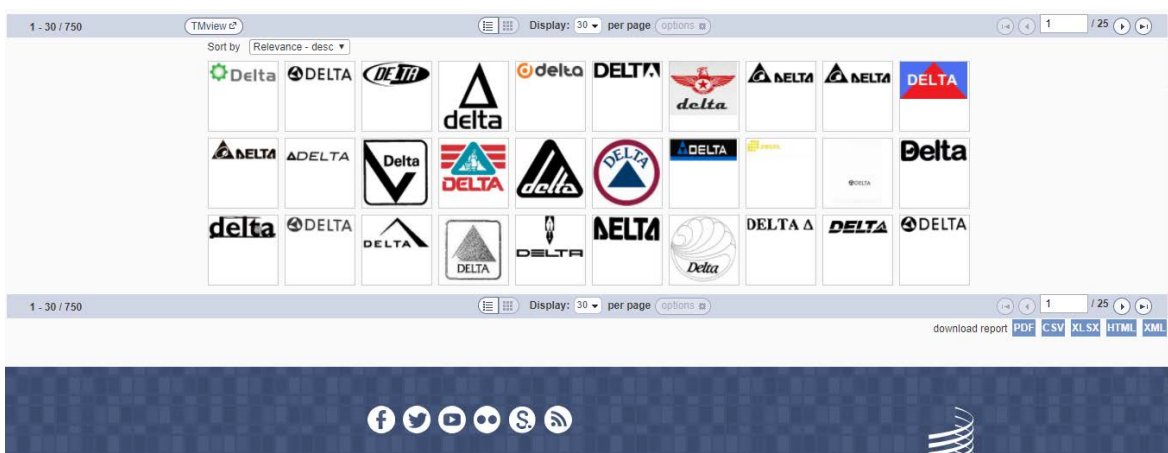 1 - 30 / 750 TMview Display: 30 per page options 1 / 25
Sort by Relevance - desc
Delta DELTA DELTA delta delta DELTA delta DELTA DELTA DELTA
DELTA ΔDELTA Delta DELTA delta DELTA DELTA DELTA DELTA Delta
delta DELTA DELTA DELTA DELTA DELTA Delta DELTA Δ DELTA DELTA
1 - 30 / 750 Display: 30 per page options 1 / 25
download report PDF CSV XLSX HTML XML